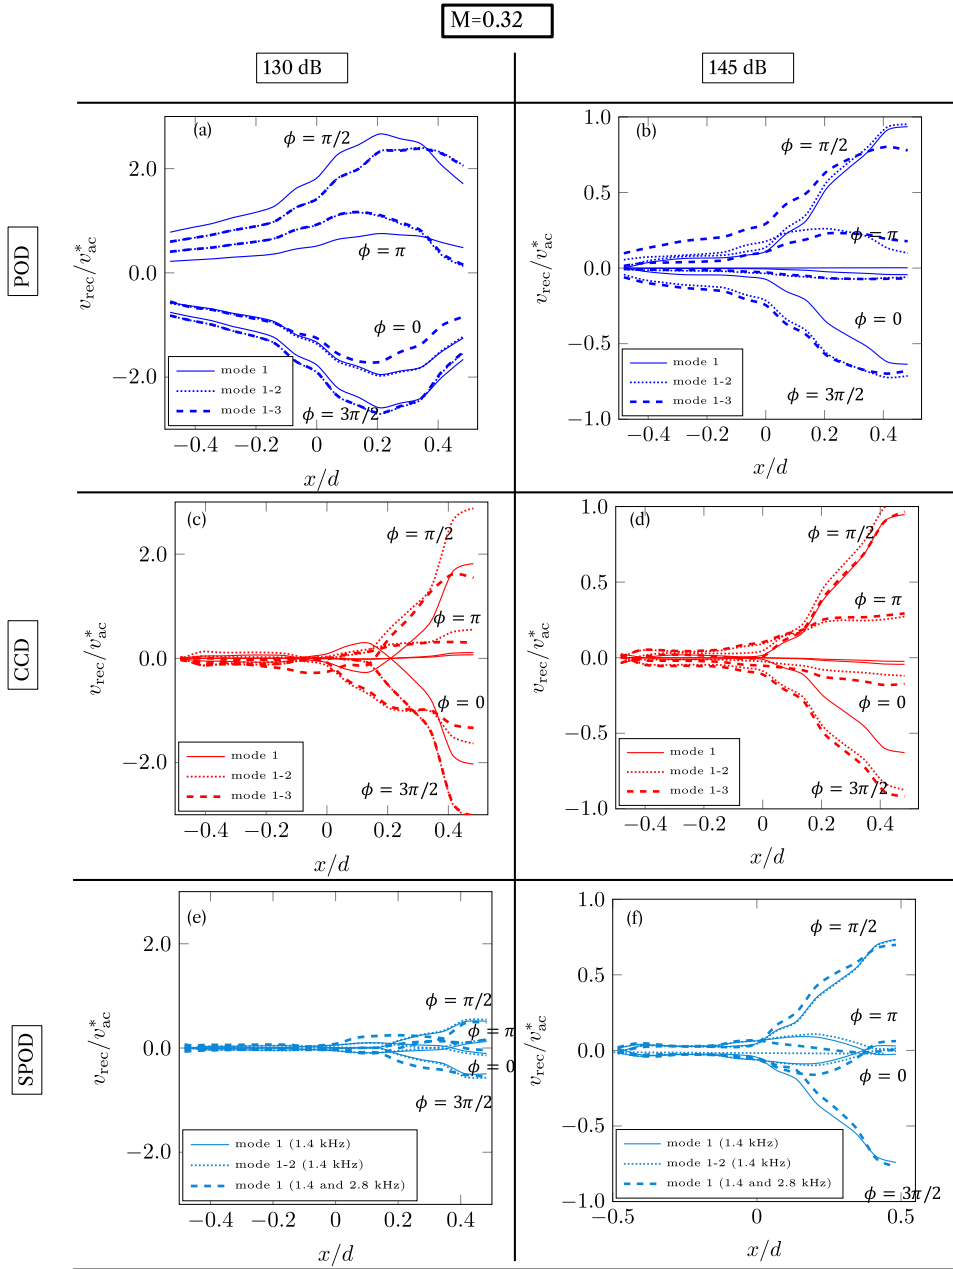 M=0.32
130 dB
145 dB
POD
(a)
ϕ = π/2
ϕ = π
ϕ = 0
ϕ = 3π/2
2.0
0.0
−2.0
v_rec/v*_ac
mode 1
mode 1-2
mode 1-3
−0.4 −0.2 0 0.2 0.4
x/d
(b)
ϕ = π/2
ϕ = π
ϕ = 0
ϕ = 3π/2
1.0
0.5
0.0
−0.5
−1.0
v_rec/v*_ac
mode 1
mode 1-2
mode 1-3
−0.4 −0.2 0 0.2 0.4
x/d
CCD
(c)
ϕ = π/2
ϕ = π
ϕ = 0
ϕ = 3π/2
2.0
0.0
−2.0
v_rec/v*_ac
mode 1
mode 1-2
mode 1-3
−0.4 −0.2 0 0.2 0.4
x/d
(d)
ϕ = π/2
ϕ = π
ϕ = 0
ϕ = 3π/2
1.0
0.5
0.0
−0.5
−1.0
v_rec/v*_ac
mode 1
mode 1-2
mode 1-3
−0.4 −0.2 0 0.2 0.4
x/d
SPOD
(e)
ϕ = π/2
ϕ = π
ϕ = 0
ϕ = 3π/2
2.0
0.0
−2.0
v_rec/v*_ac
mode 1 (1.4 kHz)
mode 1-2 (1.4 kHz)
mode 1 (1.4 and 2.8 kHz)
−0.4 −0.2 0 0.2 0.4
x/d
(f)
ϕ = π/2
ϕ = π
ϕ = 0
ϕ = 3π/2
1.0
0.5
0.0
−0.5
−1.0
v_rec/v*_ac
mode 1 (1.4 kHz)
mode 1-2 (1.4 kHz)
mode 1 (1.4 and 2.8 kHz)
−0.5 0 0.5
x/d